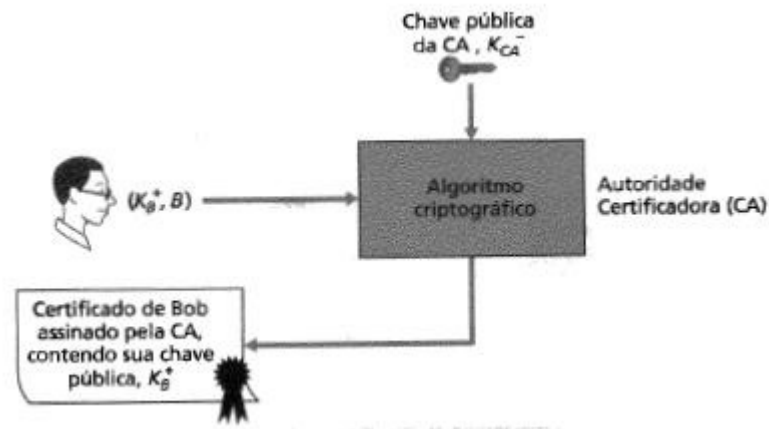 Chave pública
da CA, K_CA^-
(K_B^+, B)
Algoritmo
criptográfico
Autoridade
Certificadora (CA)
Certificado de Bob
assinado pela CA,
contendo sua chave
pública, K_B^+